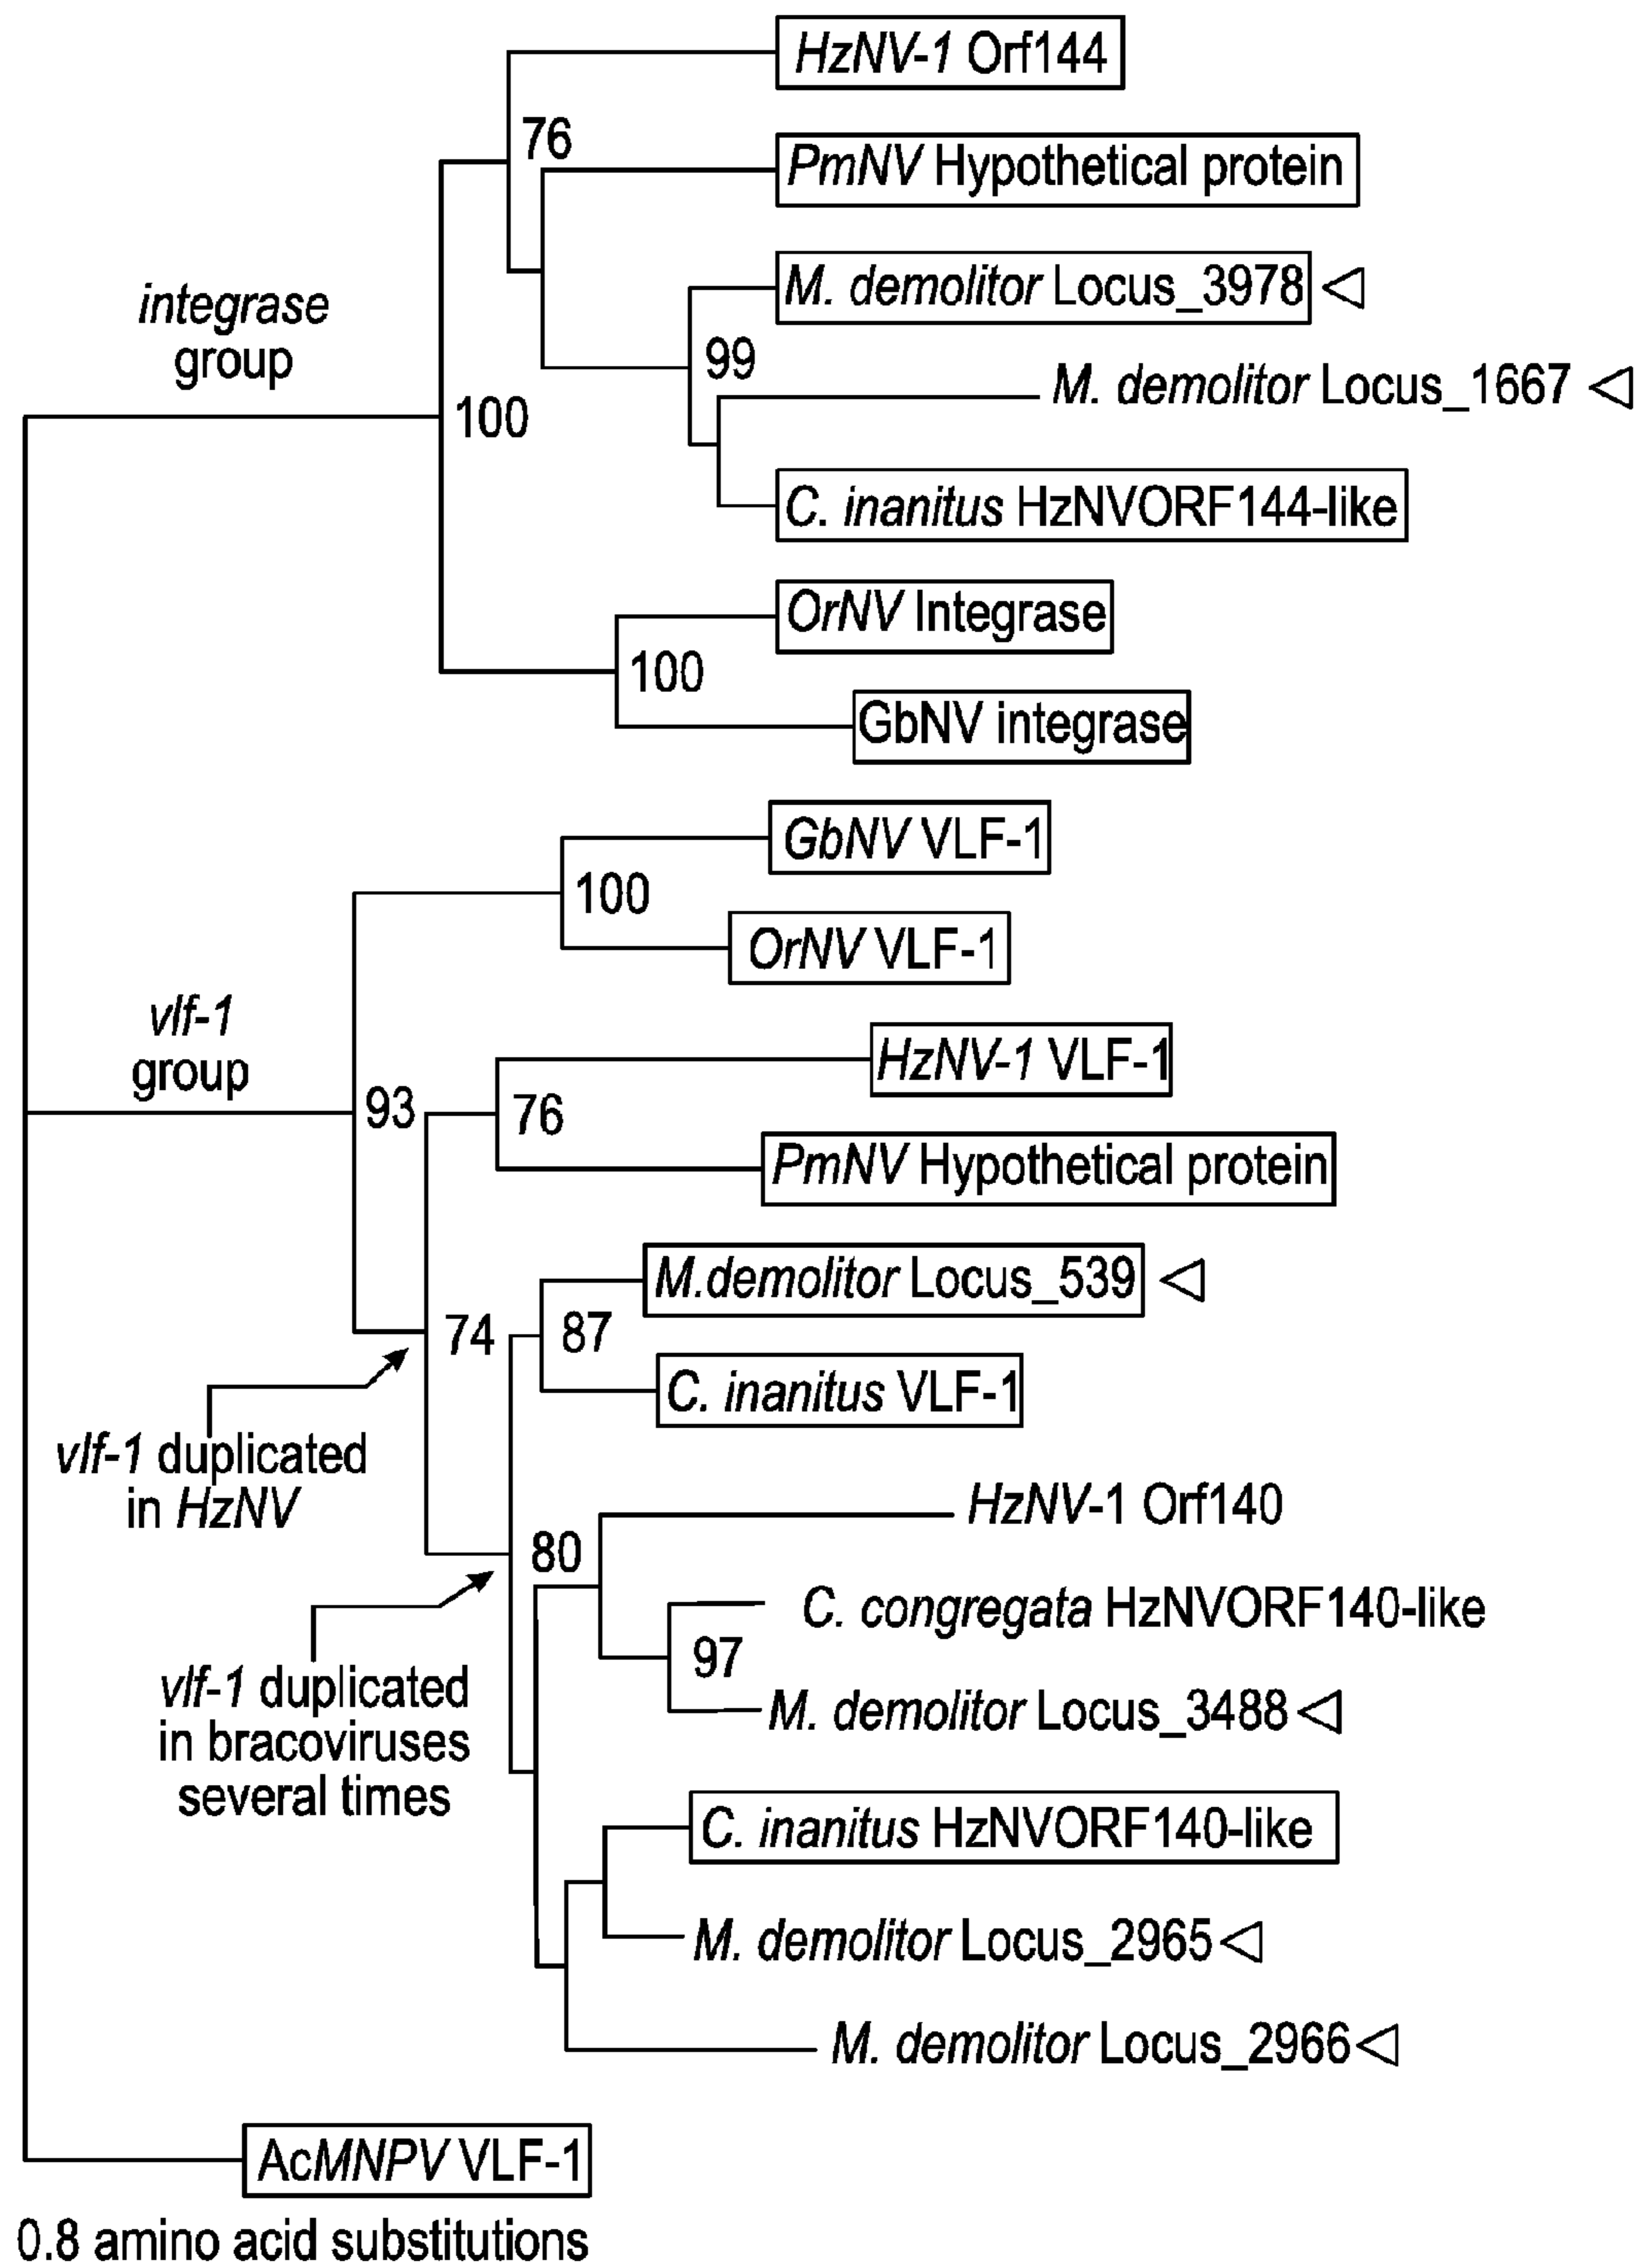 HzNV-1 Orf144
76
PmNV Hypothetical protein
M. demolitor Locus_3978
integrase
group
99
M. demolitor Locus_1667
100
C. inanitus HzNVORF144-like
OrNV Integrase
100
GbNV integrase
GbNV VLF-1
100
OrNV VLF-1
vlf-1
group
HzNV-1 VLF-1
93
76
PmNV Hypothetical protein
M.demolitor Locus_539
74
87
C. inanitus VLF-1
vlf-1 duplicated
in HzNV
HzNV-1 Orf140
80
C. congregata HzNVORF140-like
97
M. demolitor Locus_3488
vlf-1 duplicated
in bracoviruses
several times
C. inanitus HzNVORF140-like
M. demolitor Locus_2965
M. demolitor Locus_2966
AcMNPV VLF-1
0.8 amino acid substitutions